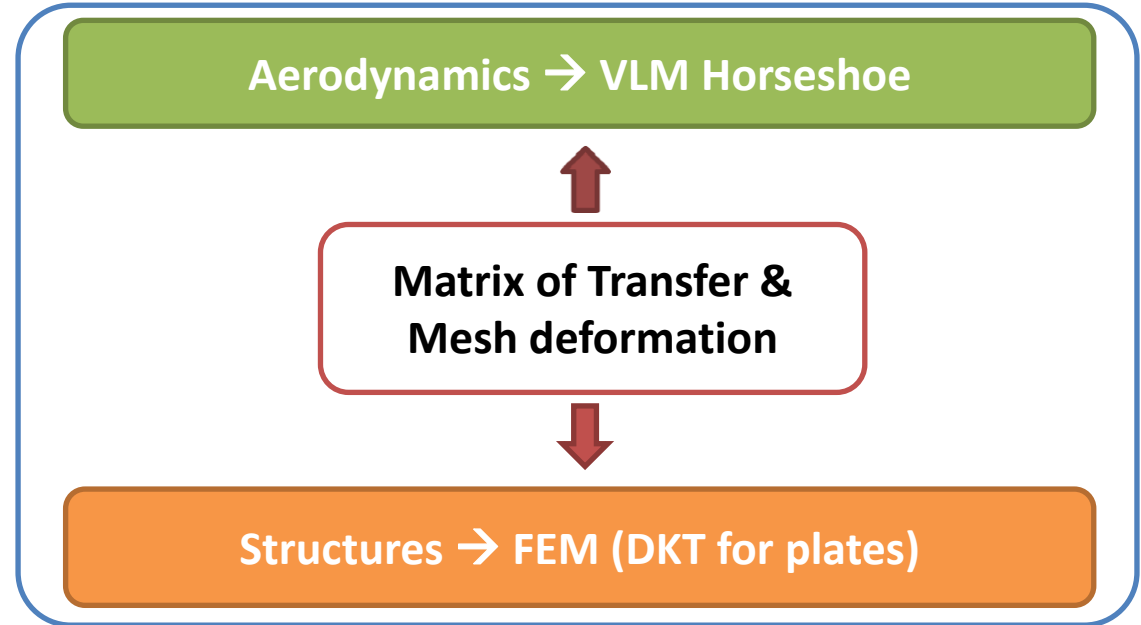 Aerodynamics → VLM Horseshoe
Matrix of Transfer &
Mesh deformation
Structures → FEM (DKT for plates)